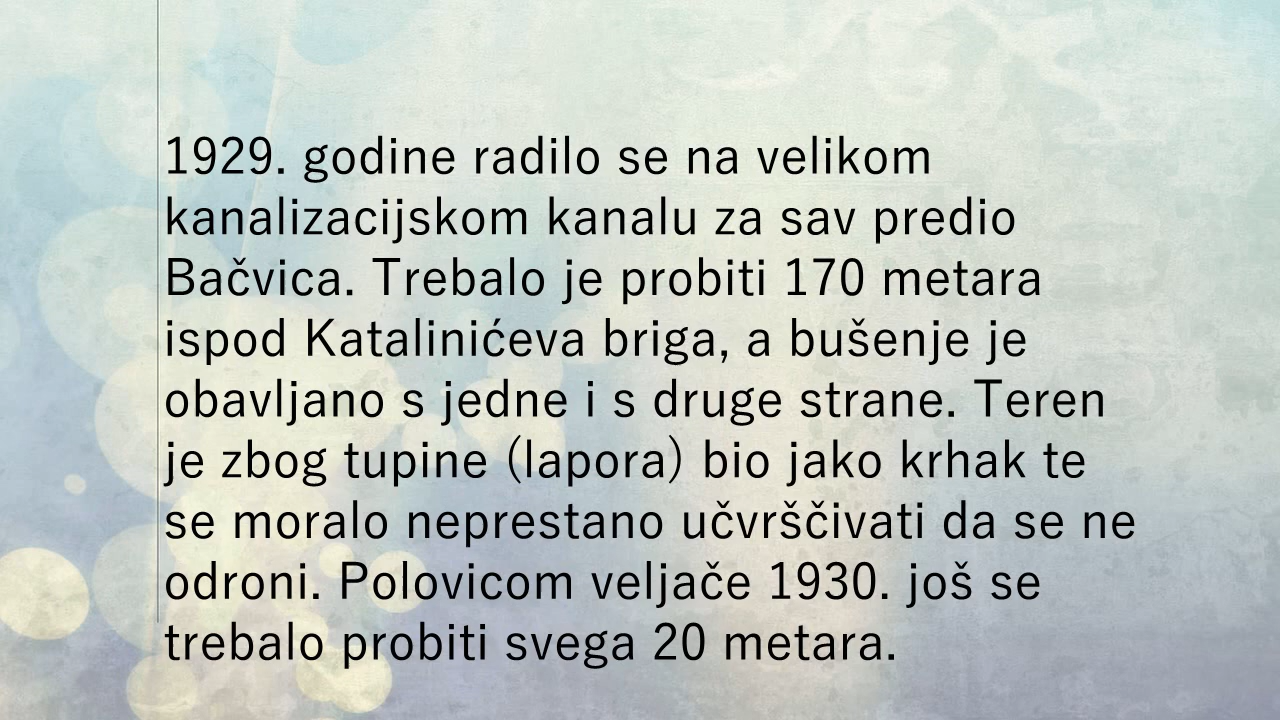 1929. godine radilo se na velikom
kanalizacijskom kanalu za sav predio
Bačvica. Trebalo je probiti 170 metara
ispod Katalinićeva briga, a bušenje je
obavljano s jedne i s druge strane. Teren
je zbog tupine (lapora) bio jako krhak te
se moralo neprestano učvrščivati da se ne
odroni. Polovicom veljače 1930. još se
trebalo probiti svega 20 metara.